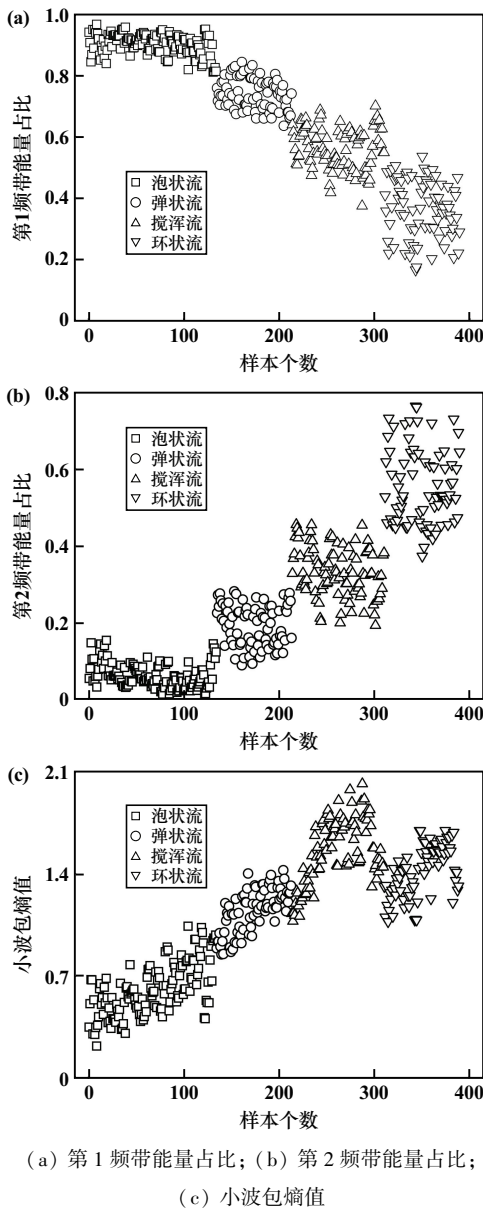 (a)
1.0
0.8
0.6
0.4
0.2
0
第1频带能量占比
□ 泡状流
○ 弹状流
△ 搅浑流
▽ 环状流
0
100
200
300
400
样本个数
(b)
0.8
0.6
0.4
0.2
0
第2频带能量占比
□ 泡状流
○ 弹状流
△ 搅浑流
▽ 环状流
0
100
200
300
400
样本个数
(c)
2.1
1.4
0.7
0
小波包熵值
□ 泡状流
○ 弹状流
△ 搅浑流
▽ 环状流
0
100
200
300
400
样本个数
(a) 第 1 频带能量占比; (b) 第 2 频带能量占比;
(c) 小波包熵值